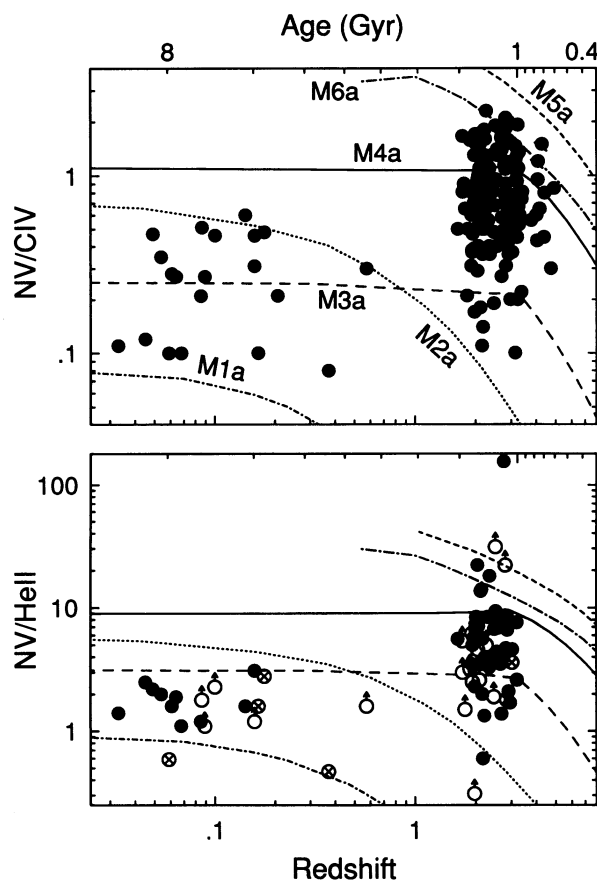 Age (Gyr)
8 1 0.4
M6a M5a
M4a
1
NV/CIV
M3a
M2a
.1
M1a
100
NV/HeII
10
1
.1 1
Redshift